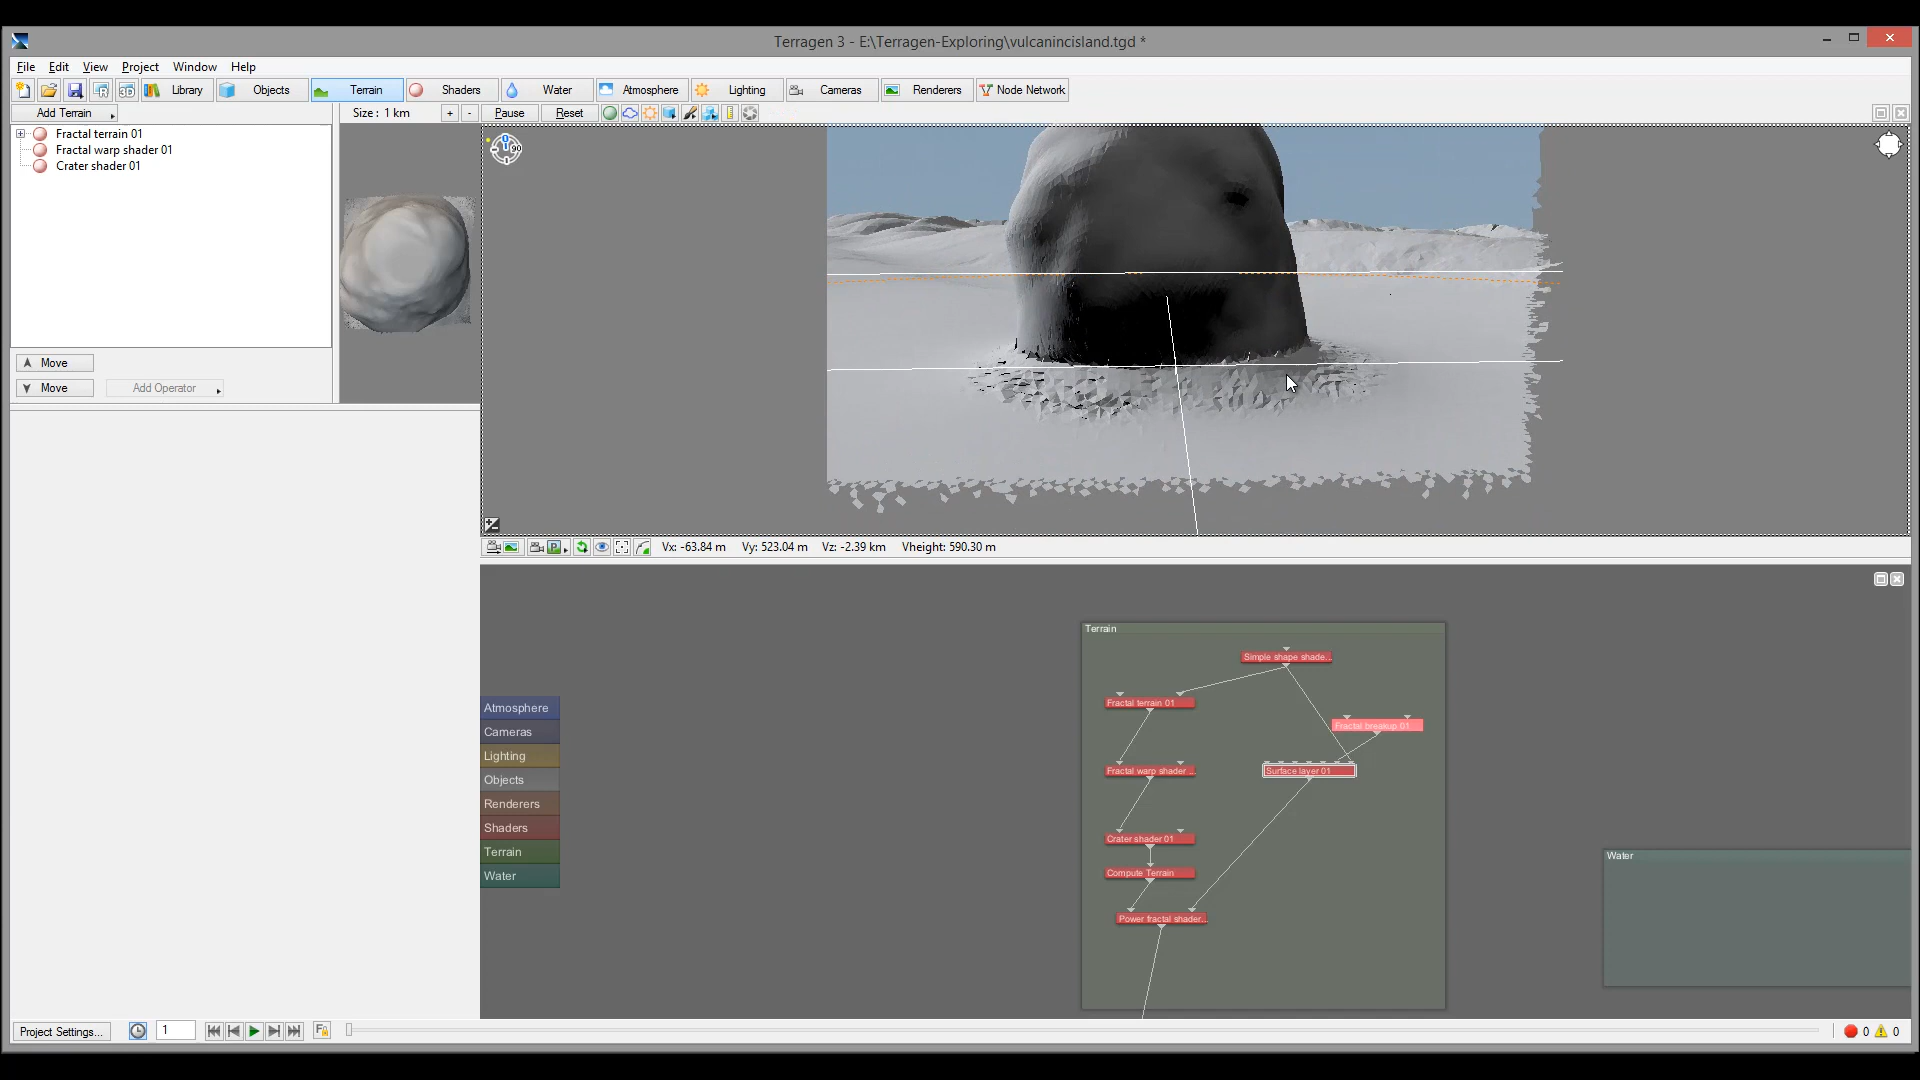 Terragen 3 - E:\Terragen-Exploring\vulcanincisland.tgd *
File Edit View Project Window Help
Library Objects Terrain Shaders Water Atmosphere Lighting Cameras Renderers Node Network
Add Terrain
Size : 1 km + - Pause Reset
Fractal terrain 01
Fractal warp shader 01
Crater shader 01
90
Move
Move Add Operator
Vx: -63.84 m Vy: 523.04 m Vz: -2.39 km Vheight: 590.30 m
Terrain
Simple shape shade...
Fractal terrain 01
Fractal breakup 01
Fractal warp shader ...
Surface layer 01
Crater shader 01
Compute Terrain
Power fractal shader...
Atmosphere
Cameras
Lighting
Objects
Renderers
Shaders
Terrain
Water
Water
Project Settings... 1 0 0